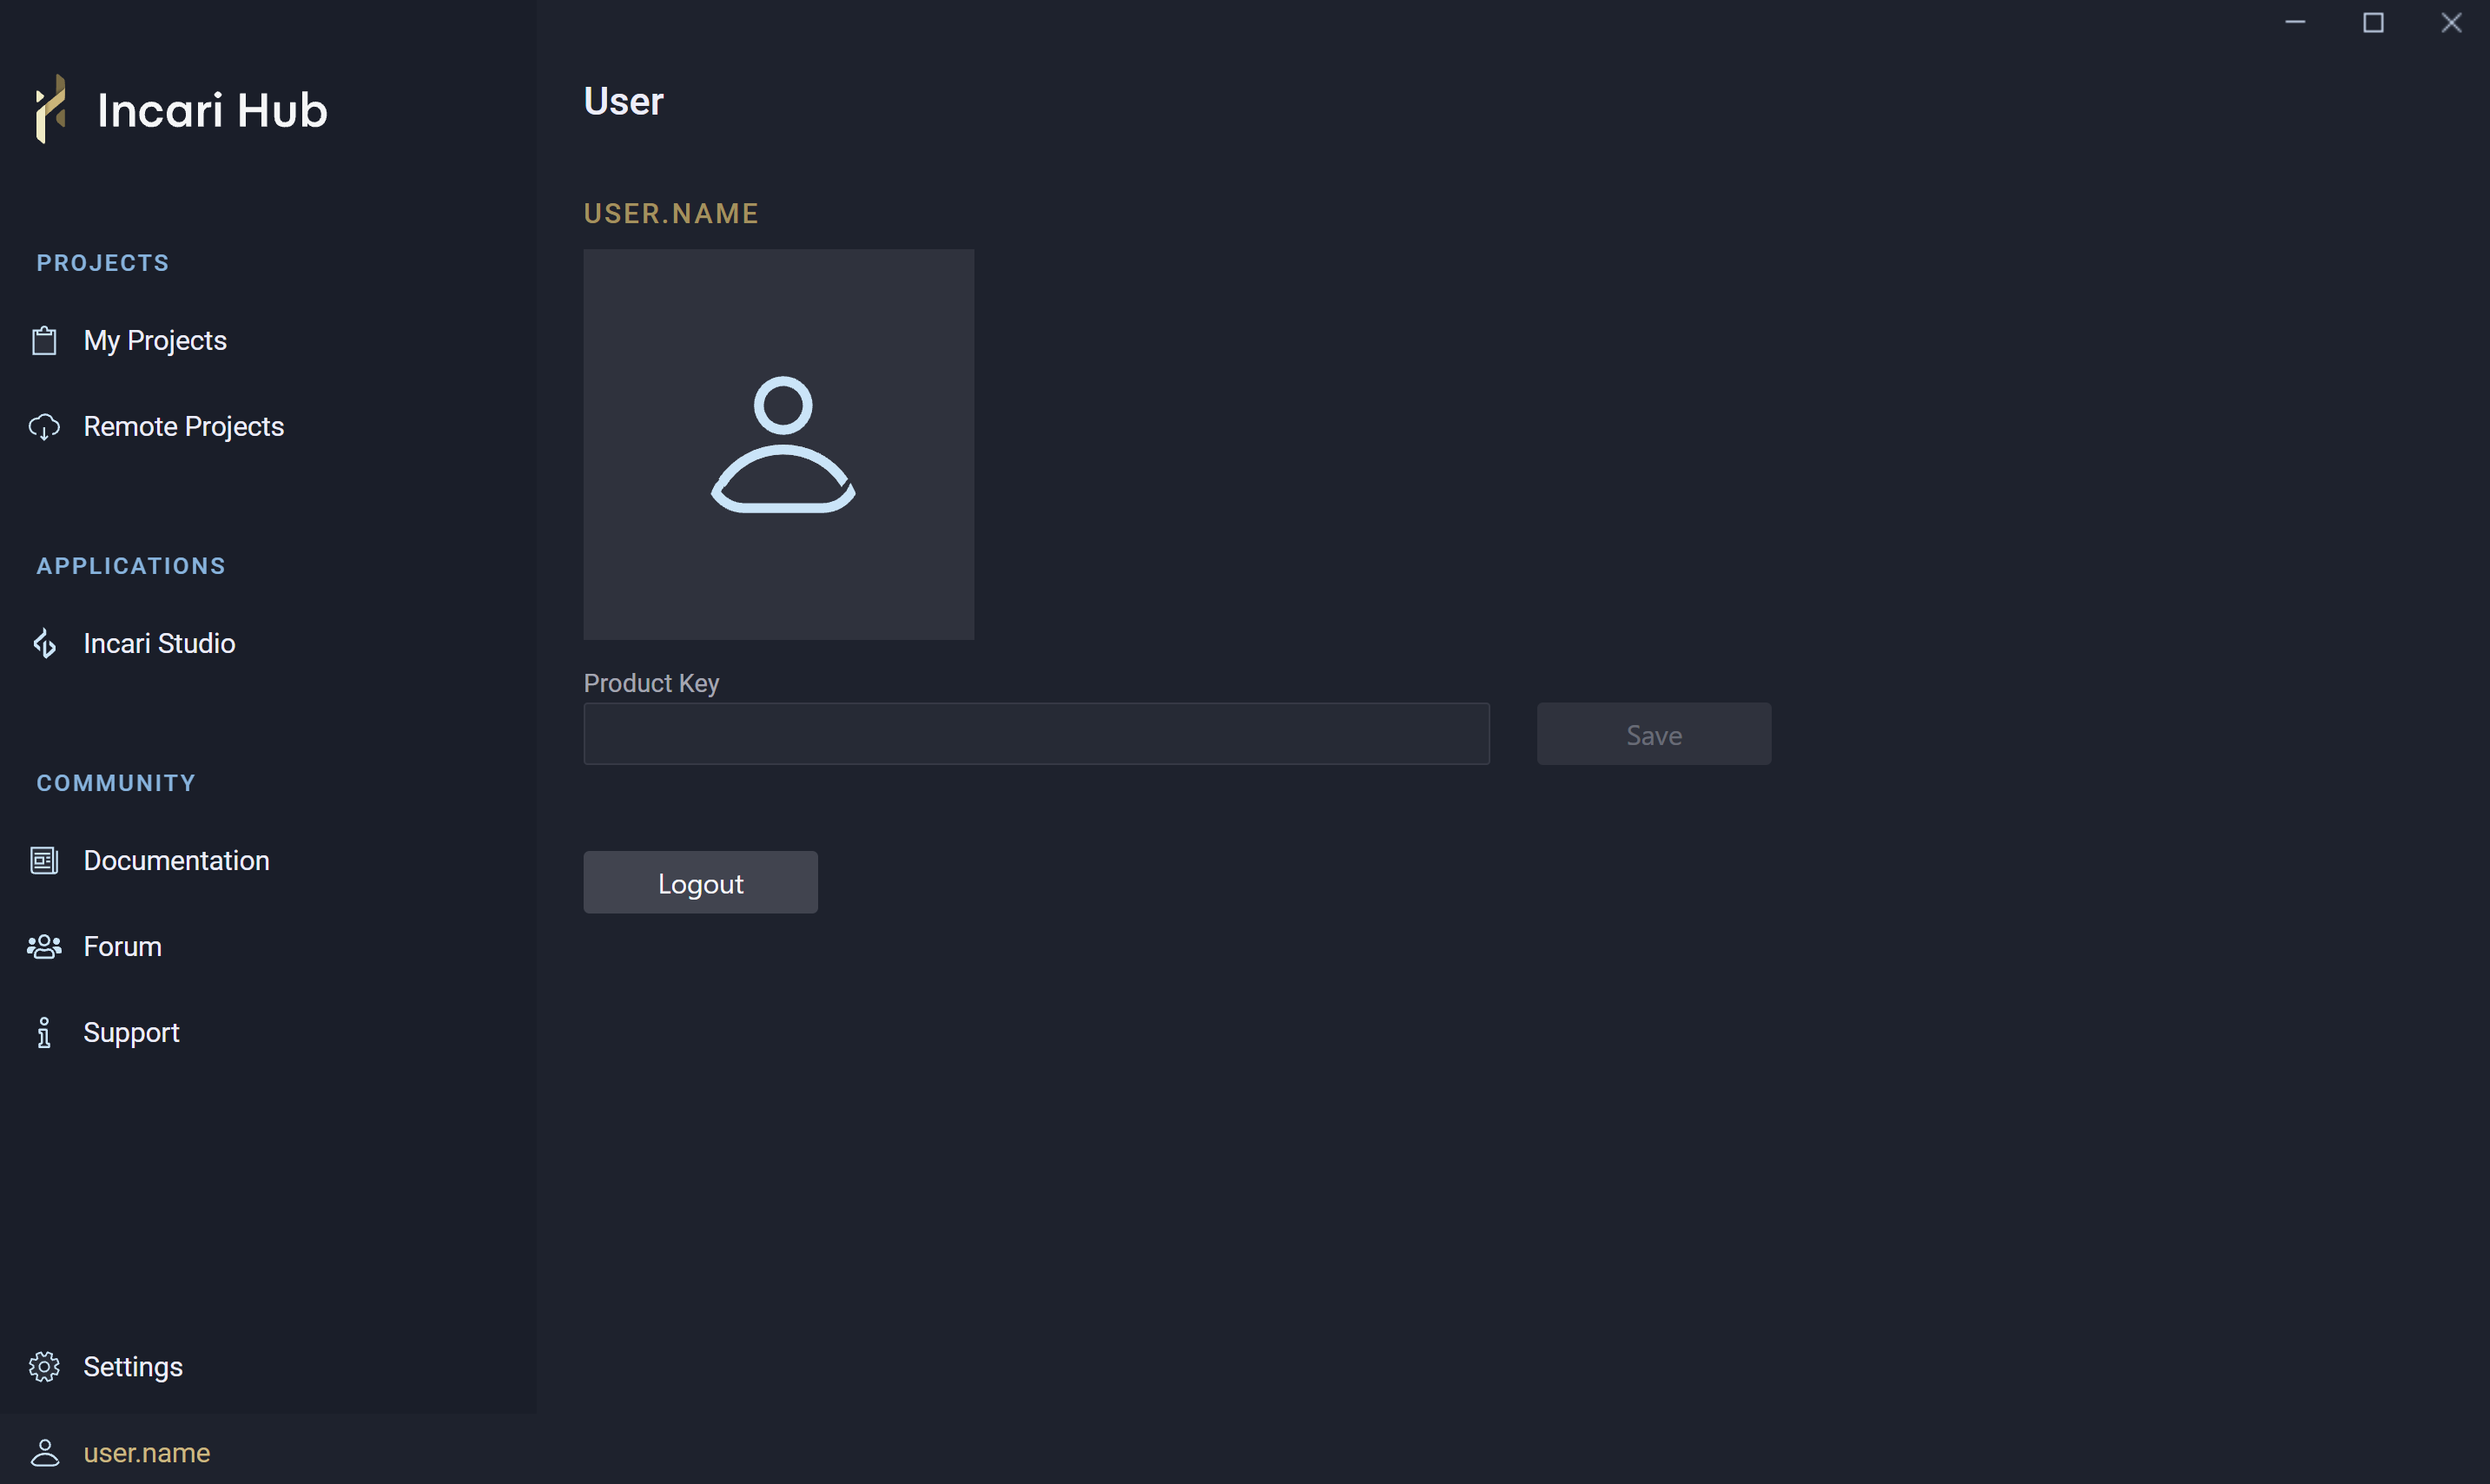 Incari Hub
PROJECTS
My Projects
Remote Projects
APPLICATIONS
Incari Studio
COMMUNITY
Documentation
Forum
Support
Settings
user.name
User
USER.NAME
Product Key
Save
Logout